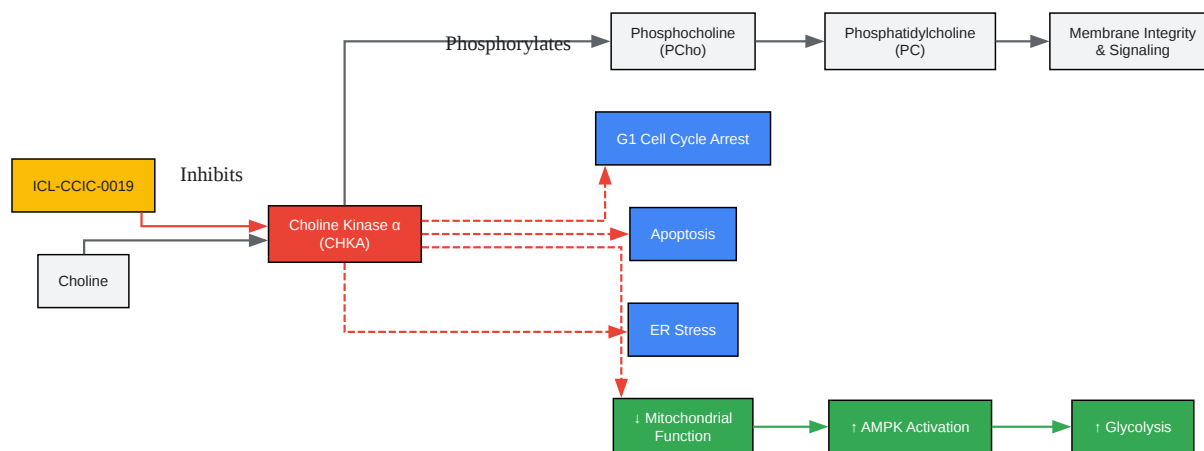 Phosphorylates
Phosphocholine
(PCho)
Phosphatidylcholine
(PC)
Membrane Integrity
& Signaling
G1 Cell Cycle Arrest
ICL-CCIC-0019
Inhibits
Choline Kinase α
(CHKA)
Apoptosis
Choline
ER Stress
↓ Mitochondrial
Function
↑ AMPK Activation
↑ Glycolysis